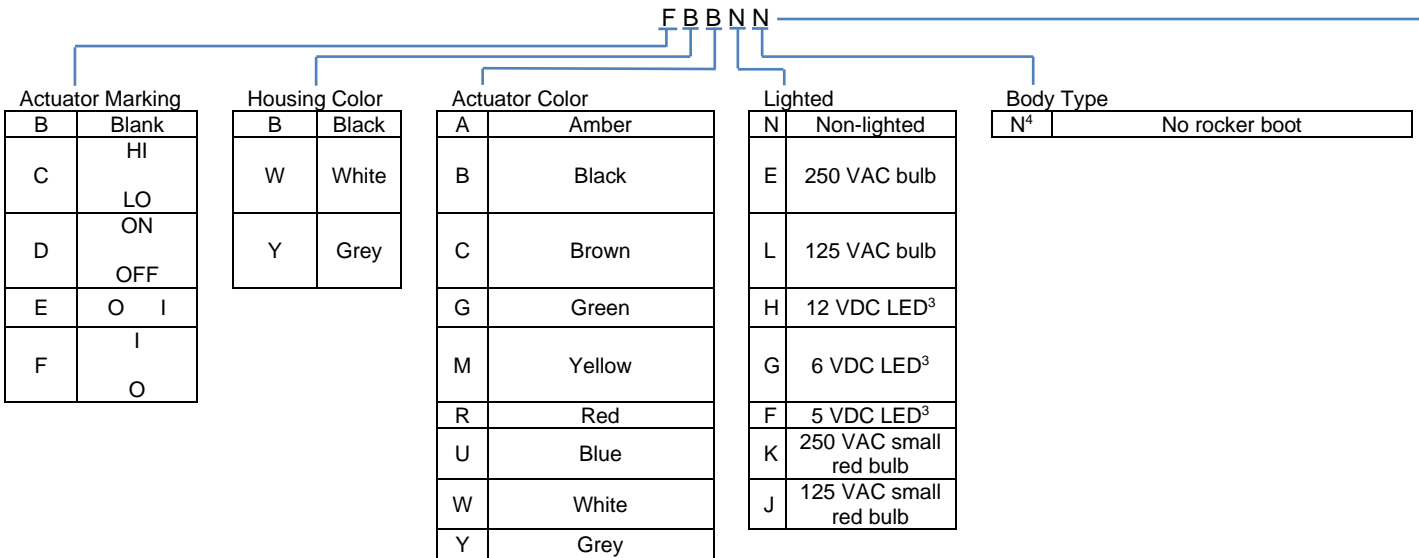 F B B N N
Actuator Marking
B Blank
C HI
LO
D ON
OFF
E O I
F I
O
Housing Color
B Black
W White
Y Grey
Actuator Color
A Amber
B Black
C Brown
G Green
M Yellow
R Red
U Blue
W White
Y Grey
Lighted
N Non-lighted
E 250 VAC bulb
L 125 VAC bulb
H 12 VDC LED³
G 6 VDC LED³
F 5 VDC LED³
K 250 VAC small
red bulb
J 125 VAC small
red bulb
Body Type
N⁴ No rocker boot